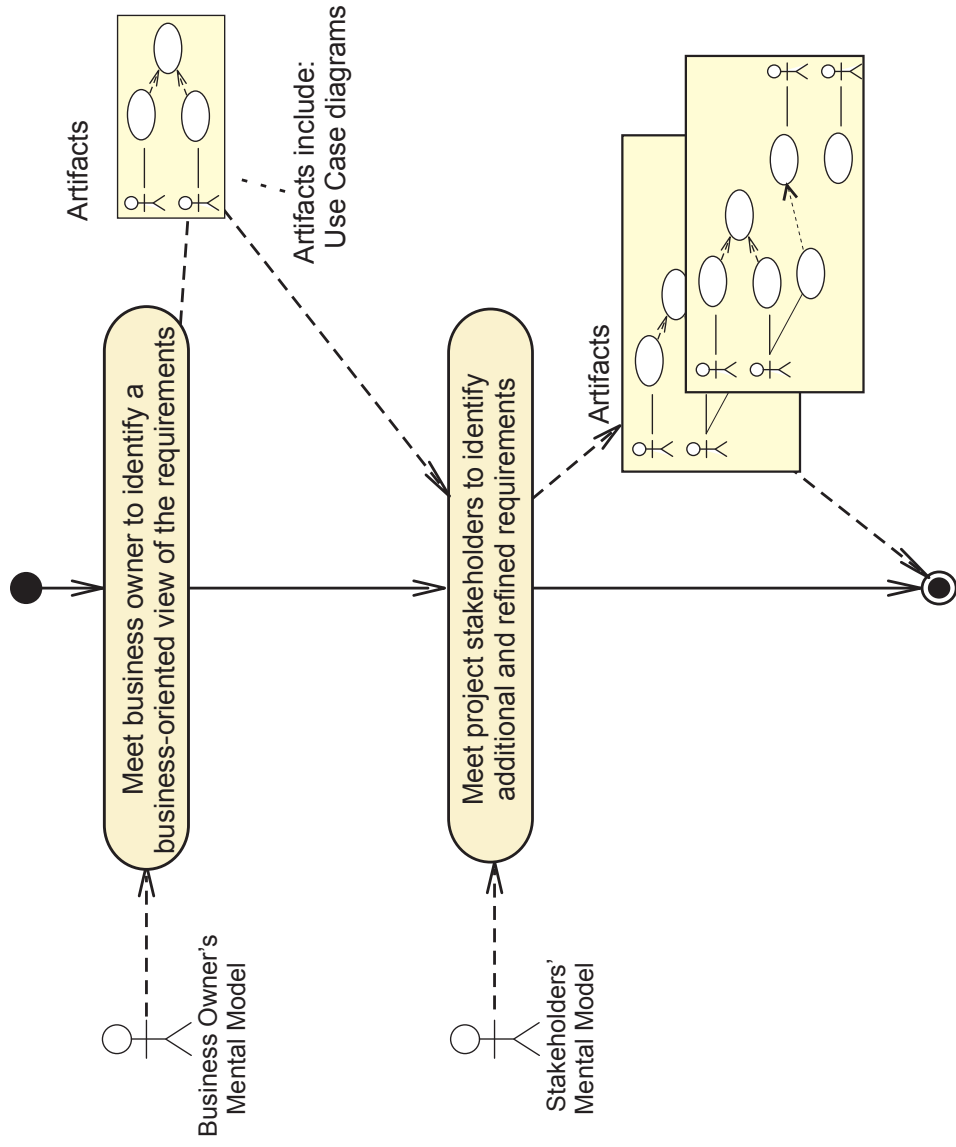 Artifacts
Artifacts include:
Use Case diagrams
Meet business owner to identify a
business-oriented view of the requirements
Business Owner's
Mental Model
Artifacts
Meet project stakeholders to identify
additional and refined requirements
Stakeholders'
Mental Model